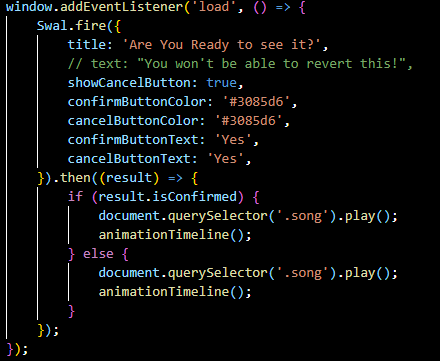 window.addEventListener('load', () => {
    Swal.fire({
        title: 'Are You Ready to see it?',
        // text: "You won't be able to revert this!",
        showCancelButton: true,
        confirmButtonColor: '#3085d6',
        cancelButtonColor: '#3085d6',
        confirmButtonText: 'Yes',
        cancelButtonText: 'Yes',
    }).then((result) => {
        if (result.isConfirmed) {
            document.querySelector('.song').play();
            animationTimeline();
        } else {
            document.querySelector('.song').play();
            animationTimeline();
        }
    });
});